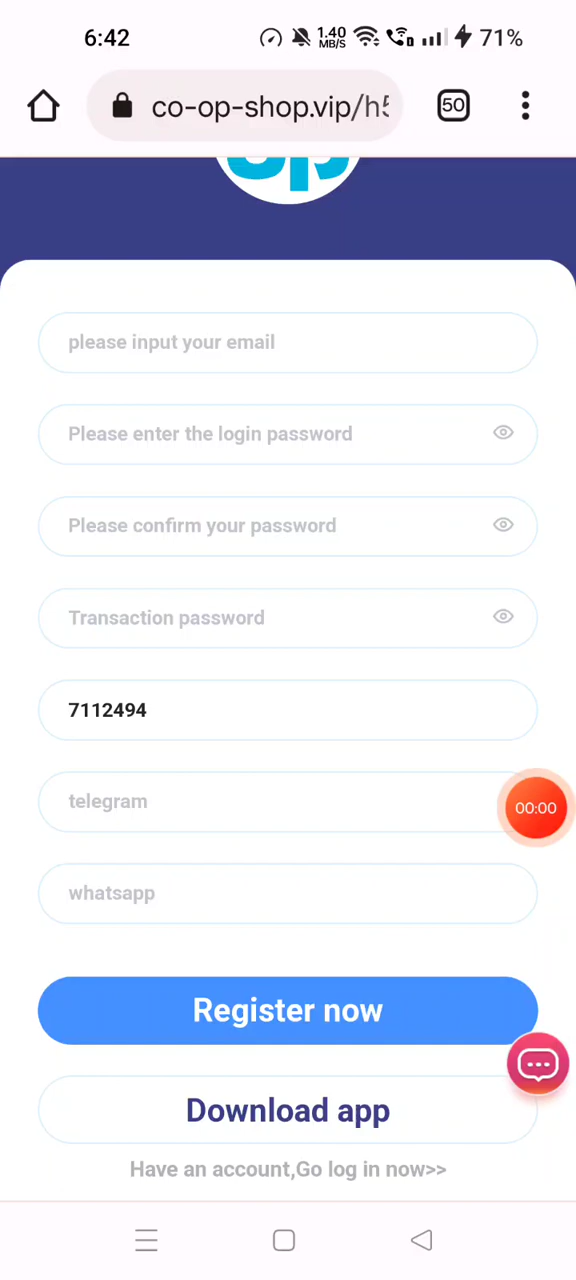 6:42
1.40 MB/S
71%
co-op-shop.vip/h5
50
op
please input your email
Please enter the login password
Please confirm your password
Transaction password
7112494
telegram
00:00
whatsapp
Register now
Download app
Have an account,Go log in now>>